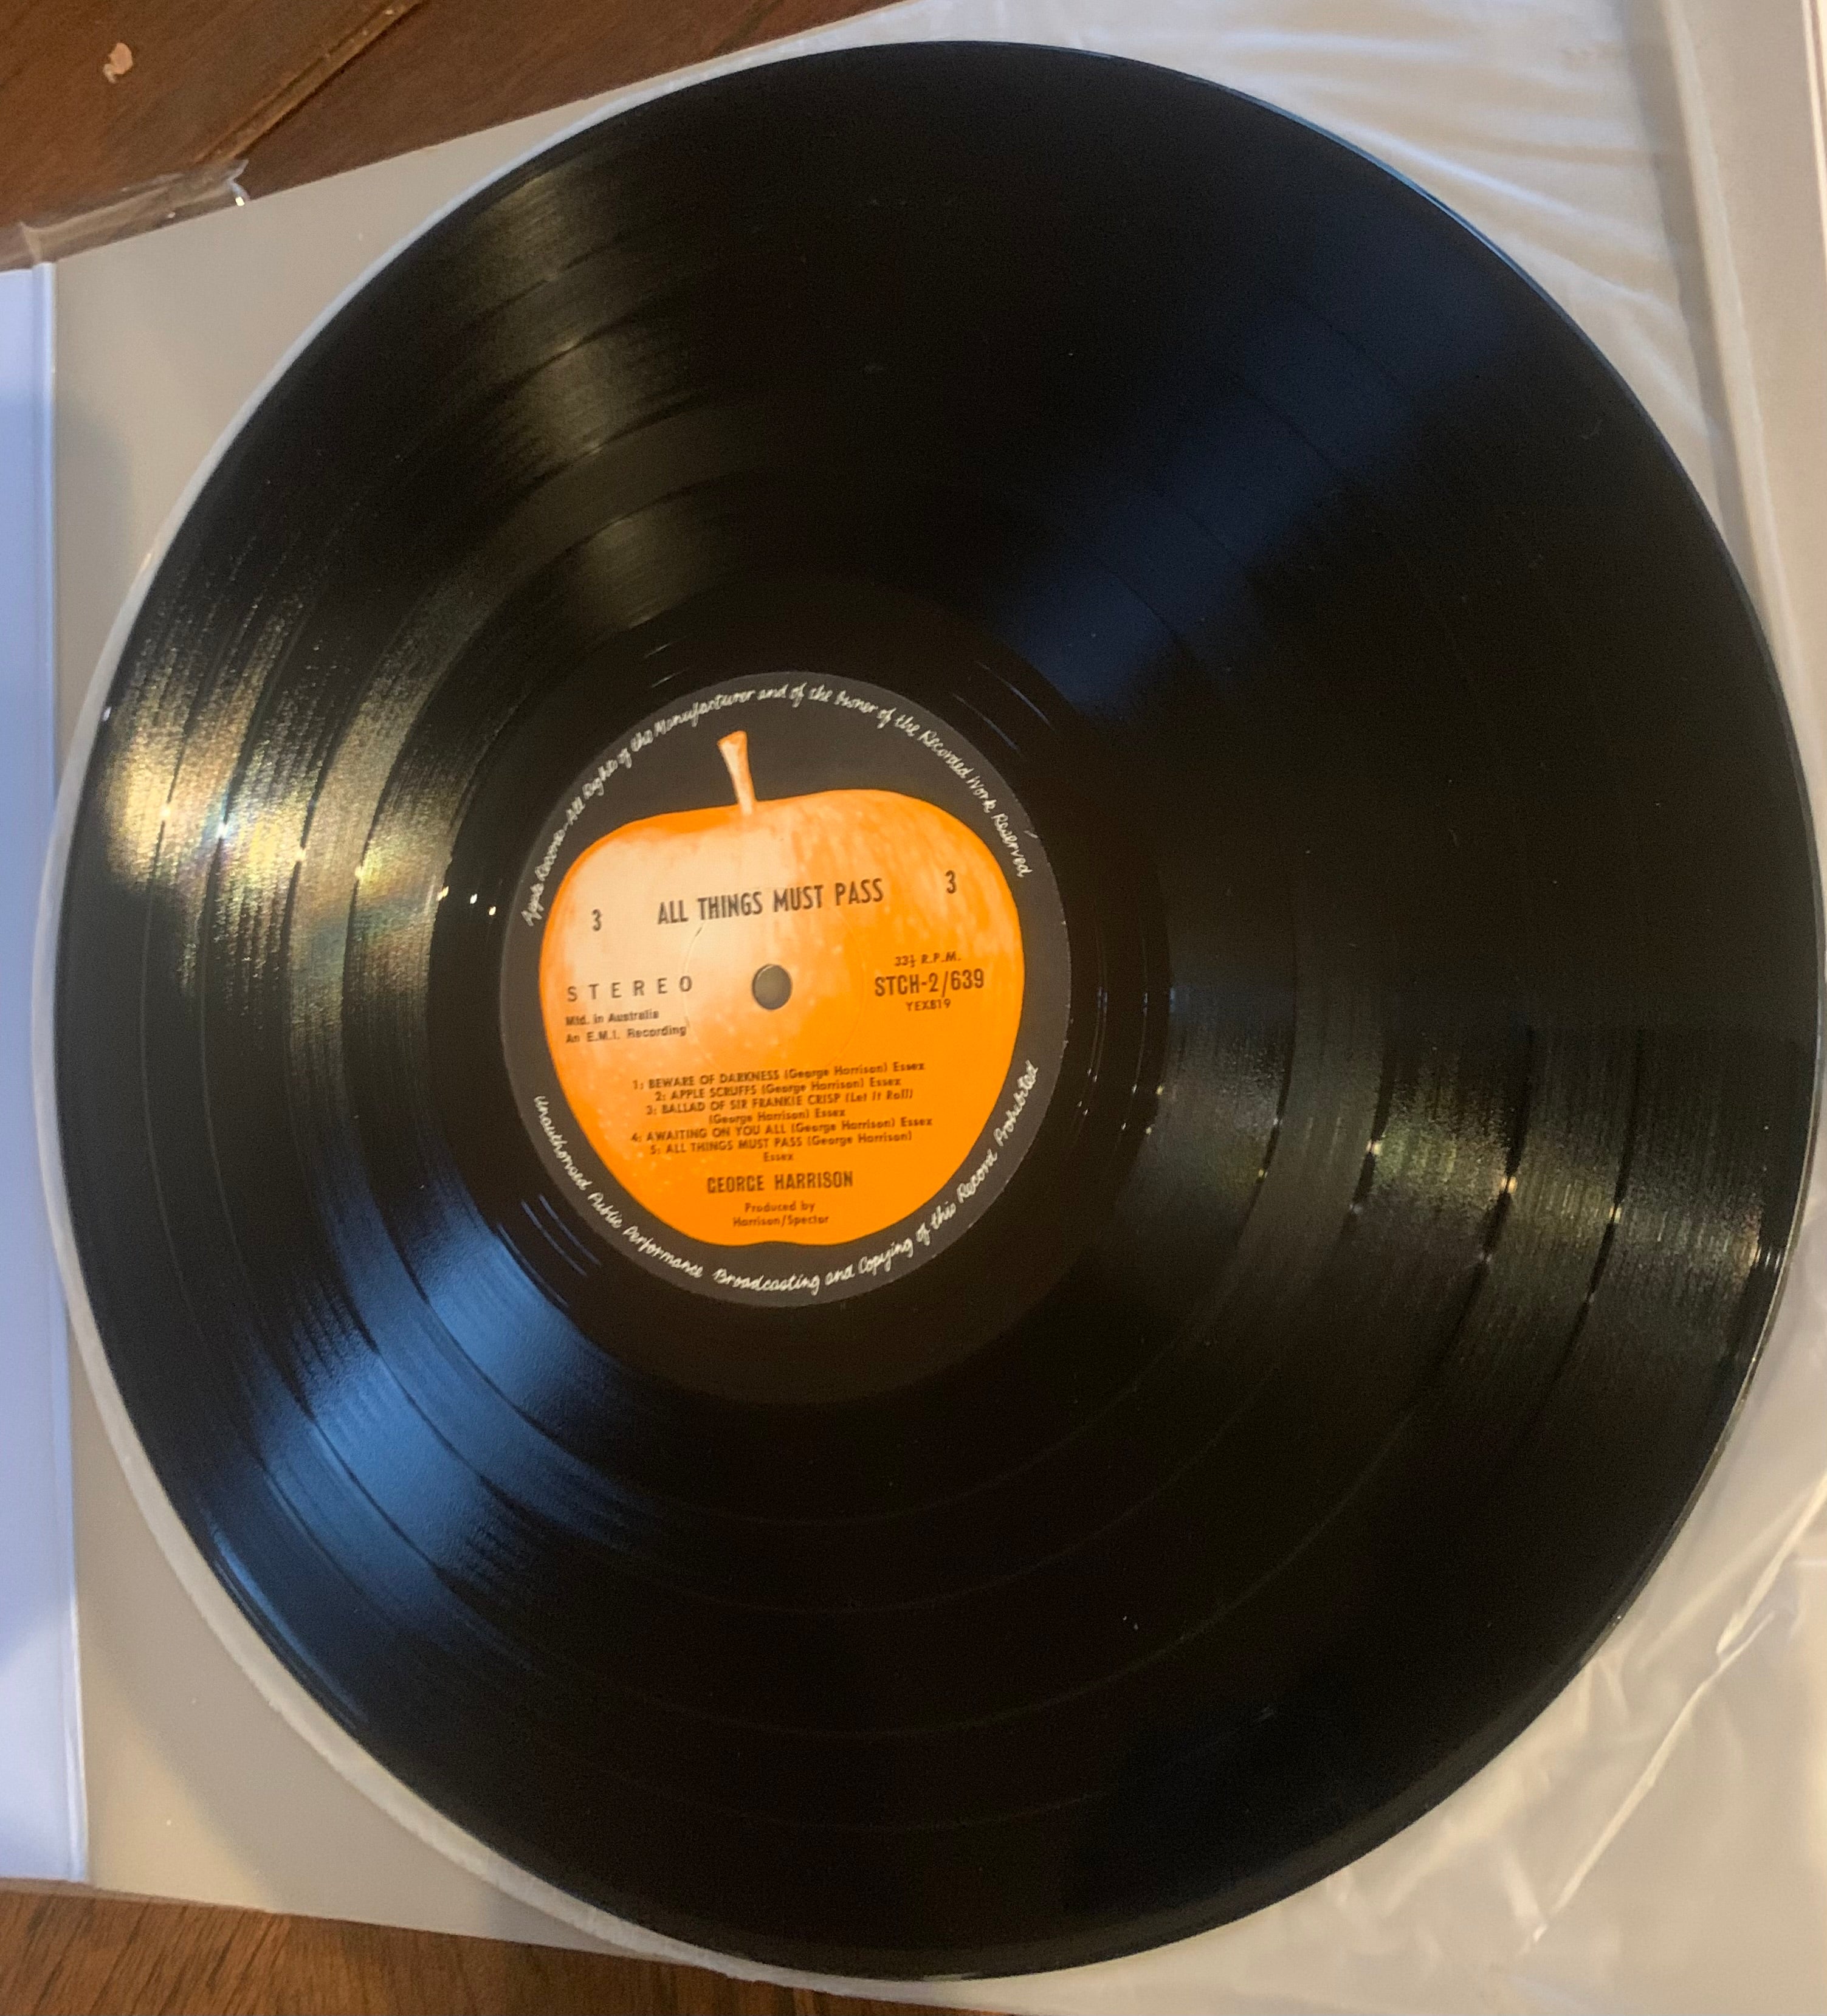 Apple Records-All Rights of the Manufacturer and of the Owner of the Recorded Work Reserved
3 ALL THINGS MUST PASS 3
STEREO
Mfd. in Australia
An E.M.I. Recording
33⅓ R.P.M.
STCH-2/639
YEX819
1: BEWARE OF DARKNESS (George Harrison) Essex
2: APPLE SCRUFFS (George Harrison) Essex
3: BALLAD OF SIR FRANKIE CRISP (Let It Roll)
(George Harrison) Essex
4: AWAITING ON YOU ALL (George Harrison) Essex
5: ALL THINGS MUST PASS (George Harrison)
Essex
GEORGE HARRISON
Produced by
Harrison/Spector
Unauthorised Public Performance Broadcasting and Copying of this Record Prohibited